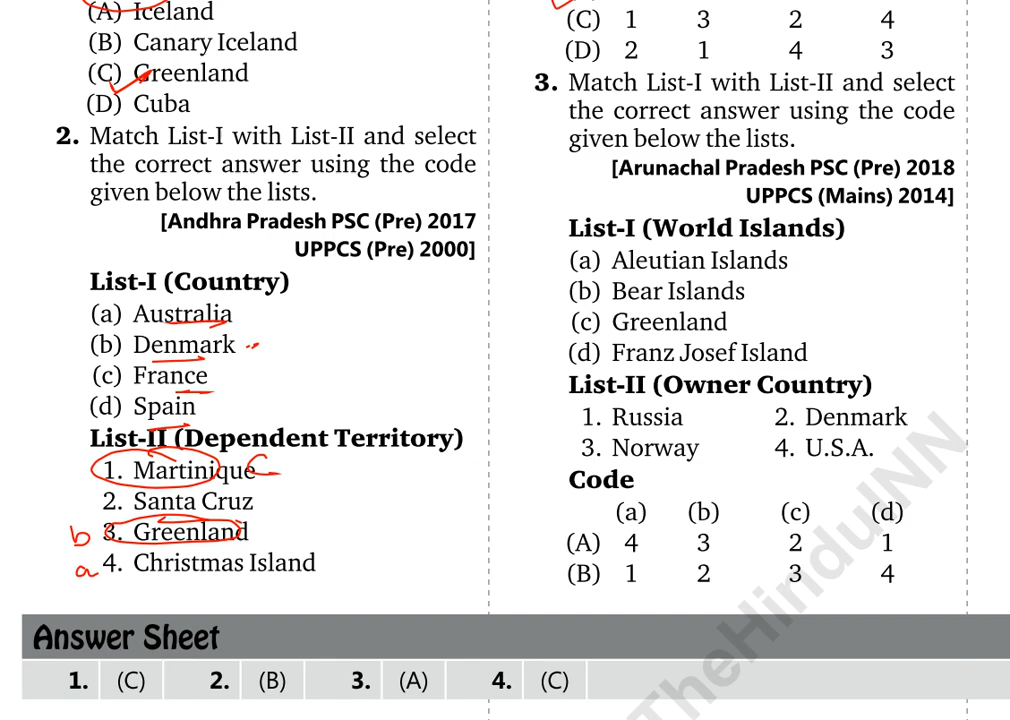 (A) Iceland
(B) Canary Iceland
(C) Greenland
(D) Cuba
2. Match List-I with List-II and select
the correct answer using the code
given below the lists.
[Andhra Pradesh PSC (Pre) 2017
UPPCS (Pre) 2000]
List-I (Country)
(a) Australia
(b) Denmark
(c) France
(d) Spain
List-II (Dependent Territory)
1. Martinique C
2. Santa Cruz
b 3. Greenland
a 4. Christmas Island
(C) 1 3 2 4
(D) 2 1 4 3
3. Match List-I with List-II and select
the correct answer using the code
given below the lists.
[Arunachal Pradesh PSC (Pre) 2018
UPPCS (Mains) 2014]
List-I (World Islands)
(a) Aleutian Islands
(b) Bear Islands
(c) Greenland
(d) Franz Josef Island
List-II (Owner Country)
1. Russia 2. Denmark
3. Norway 4. U.S.A.
Code
(a) (b) (c) (d)
(A) 4 3 2 1
(B) 1 2 3 4
Answer Sheet
1. (C) 2. (B) 3. (A) 4. (C)
TheHinduINN